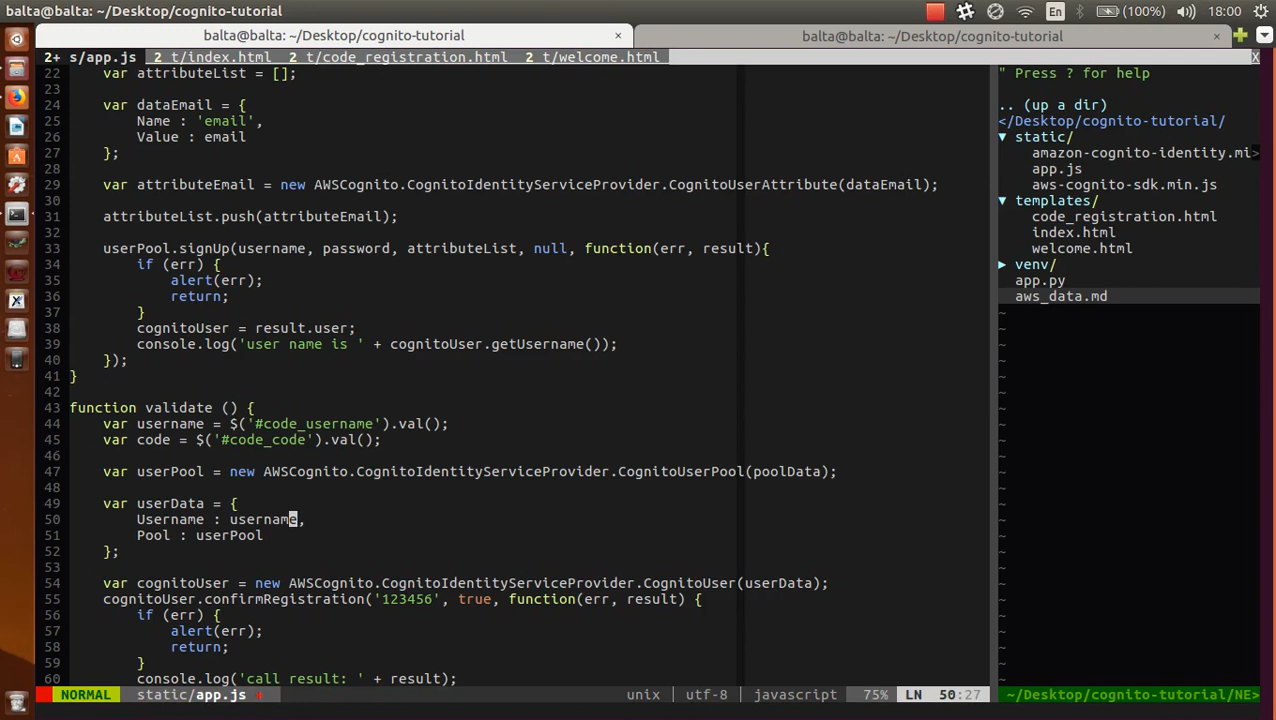 balta@balta: ~/Desktop/cognito-tutorial
En (100%) 18:00
balta@balta: ~/Desktop/cognito-tutorial × balta@balta: ~/Desktop/cognito-tutorial ×
2+ s/app.js 2 t/index.html 2 t/code_registration.html 2 t/welcome.html X
22 var attributeList = [];
23
24 var dataEmail = {
25 Name : 'email',
26 Value : email
27 };
28
29 var attributeEmail = new AWSCognito.CognitoIdentityServiceProvider.CognitoUserAttribute(dataEmail);
30
31 attributeList.push(attributeEmail);
32
33 userPool.signUp(username, password, attributeList, null, function(err, result){
34 if (err) {
35 alert(err);
36 return;
37 }
38 cognitoUser = result.user;
39 console.log('user name is ' + cognitoUser.getUsername());
40 });
41 }
42
43 function validate () {
44 var username = $('#code_username').val();
45 var code = $('#code_code').val();
46
47 var userPool = new AWSCognito.CognitoIdentityServiceProvider.CognitoUserPool(poolData);
48
49 var userData = {
50 Username : username,
51 Pool : userPool
52 };
53
54 var cognitoUser = new AWSCognito.CognitoIdentityServiceProvider.CognitoUser(userData);
55 cognitoUser.confirmRegistration('123456', true, function(err, result) {
56 if (err) {
57 alert(err);
58 return;
59 }
60 console.log('call result: ' + result);
NORMAL static/app.js + unix utf-8 javascript 75% LN 50:27
" Press ? for help
.. (up a dir)
</Desktop/cognito-tutorial/
▼ static/
amazon-cognito-identity.mi>
app.js
aws-cognito-sdk.min.js
▼ templates/
code_registration.html
index.html
welcome.html
▶ venv/
app.py
aws_data.md
~/Desktop/cognito-tutorial/NE>